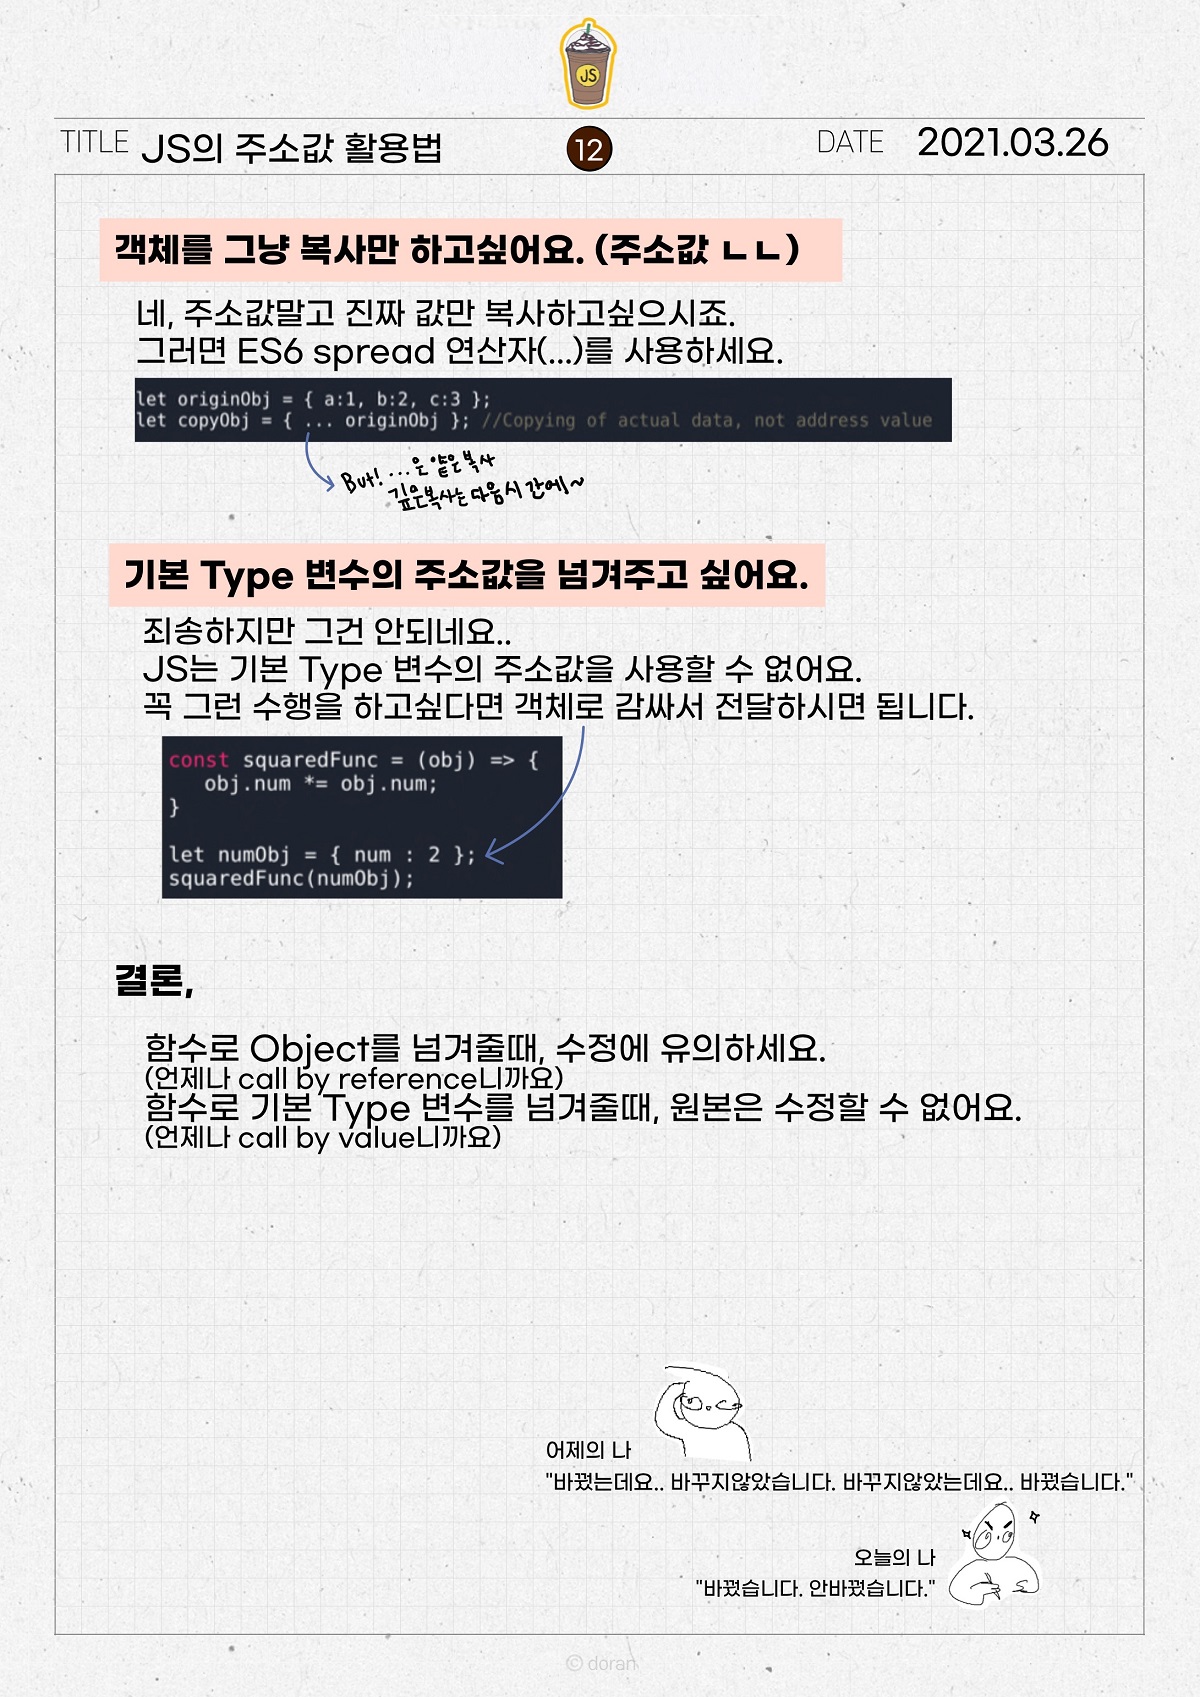 JS
TITLE JS의 주소값 활용법 12 DATE 2021.03.26
객체를 그냥 복사만 하고싶어요. (주소값 ㄴㄴ)
네, 주소값말고 진짜 값만 복사하고싶으시죠.
그러면 ES6 spread 연산자(...)를 사용하세요.
let originObj = { a:1, b:2, c:3 };
let copyObj = { ... originObj }; //Copying of actual data, not address value
But! ...은 얕은복사
깊은복사는 다음시간에~
기본 Type 변수의 주소값을 넘겨주고 싶어요.
죄송하지만 그건 안되네요..
JS는 기본 Type 변수의 주소값을 사용할 수 없어요.
꼭 그런 수행을 하고싶다면 객체로 감싸서 전달하시면 됩니다.
const squaredFunc = (obj) => {
obj.num *= obj.num;
}
let numObj = { num : 2 };
squaredFunc(numObj);
결론,
함수로 Object를 넘겨줄때, 수정에 유의하세요.
(언제나 call by reference니까요)
함수로 기본 Type 변수를 넘겨줄때, 원본은 수정할 수 없어요.
(언제나 call by value니까요)
어제의 나
"바꼈는데요.. 바꾸지않았습니다. 바꾸지않았는데요.. 바꼈습니다."
오늘의 나
"바꼈습니다. 안바꼈습니다."
© doran